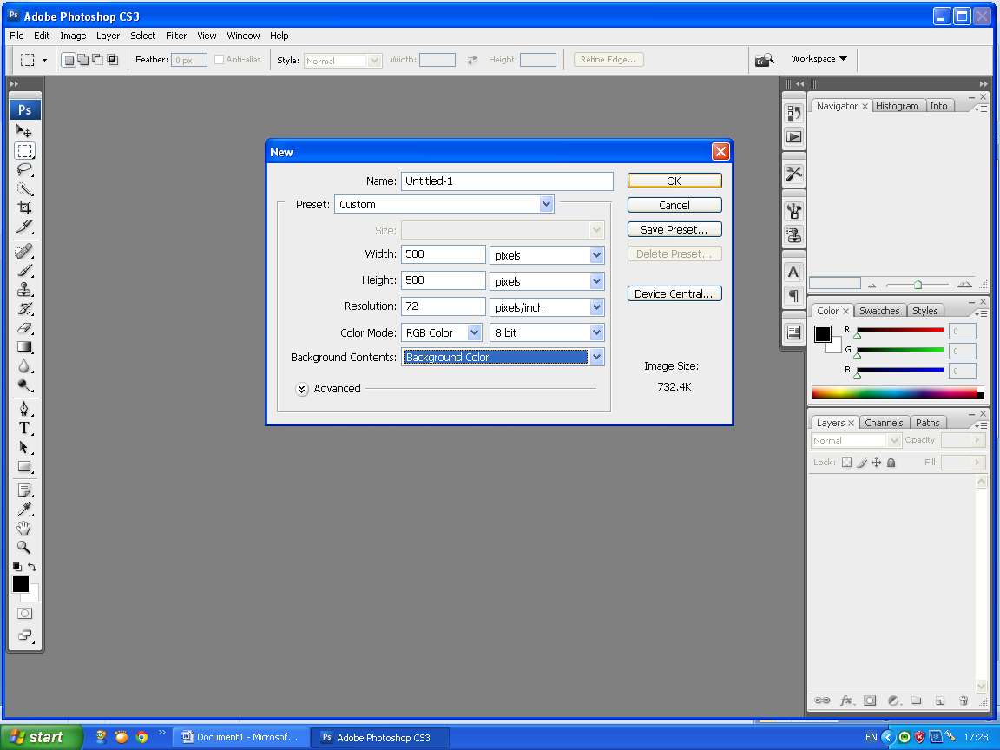 Ps Adobe Photoshop CS3
File Edit Image Layer Select Filter View Window Help
Feather: 0 px Anti-alias Style: Normal Width: Height: Refine Edge... Br Workspace
Ps
Navigator Histogram Info
New
Name: Untitled-1 OK
Preset: Custom Cancel
Size: Save Preset...
Width: 500 pixels Delete Preset...
Height: 500 pixels
Device Central...
Resolution: 72 pixels/inch
Color Mode: RGB Color 8 bit
Background Contents: Background Color
Image Size:
732.4K
Advanced
A
Color Swatches Styles
R 0
G 0
B 0
Layers Channels Paths
Normal Opacity:
Lock: Fill:
T
fx
start Document1 - Microsof... Ps Adobe Photoshop CS3 EN 17:28